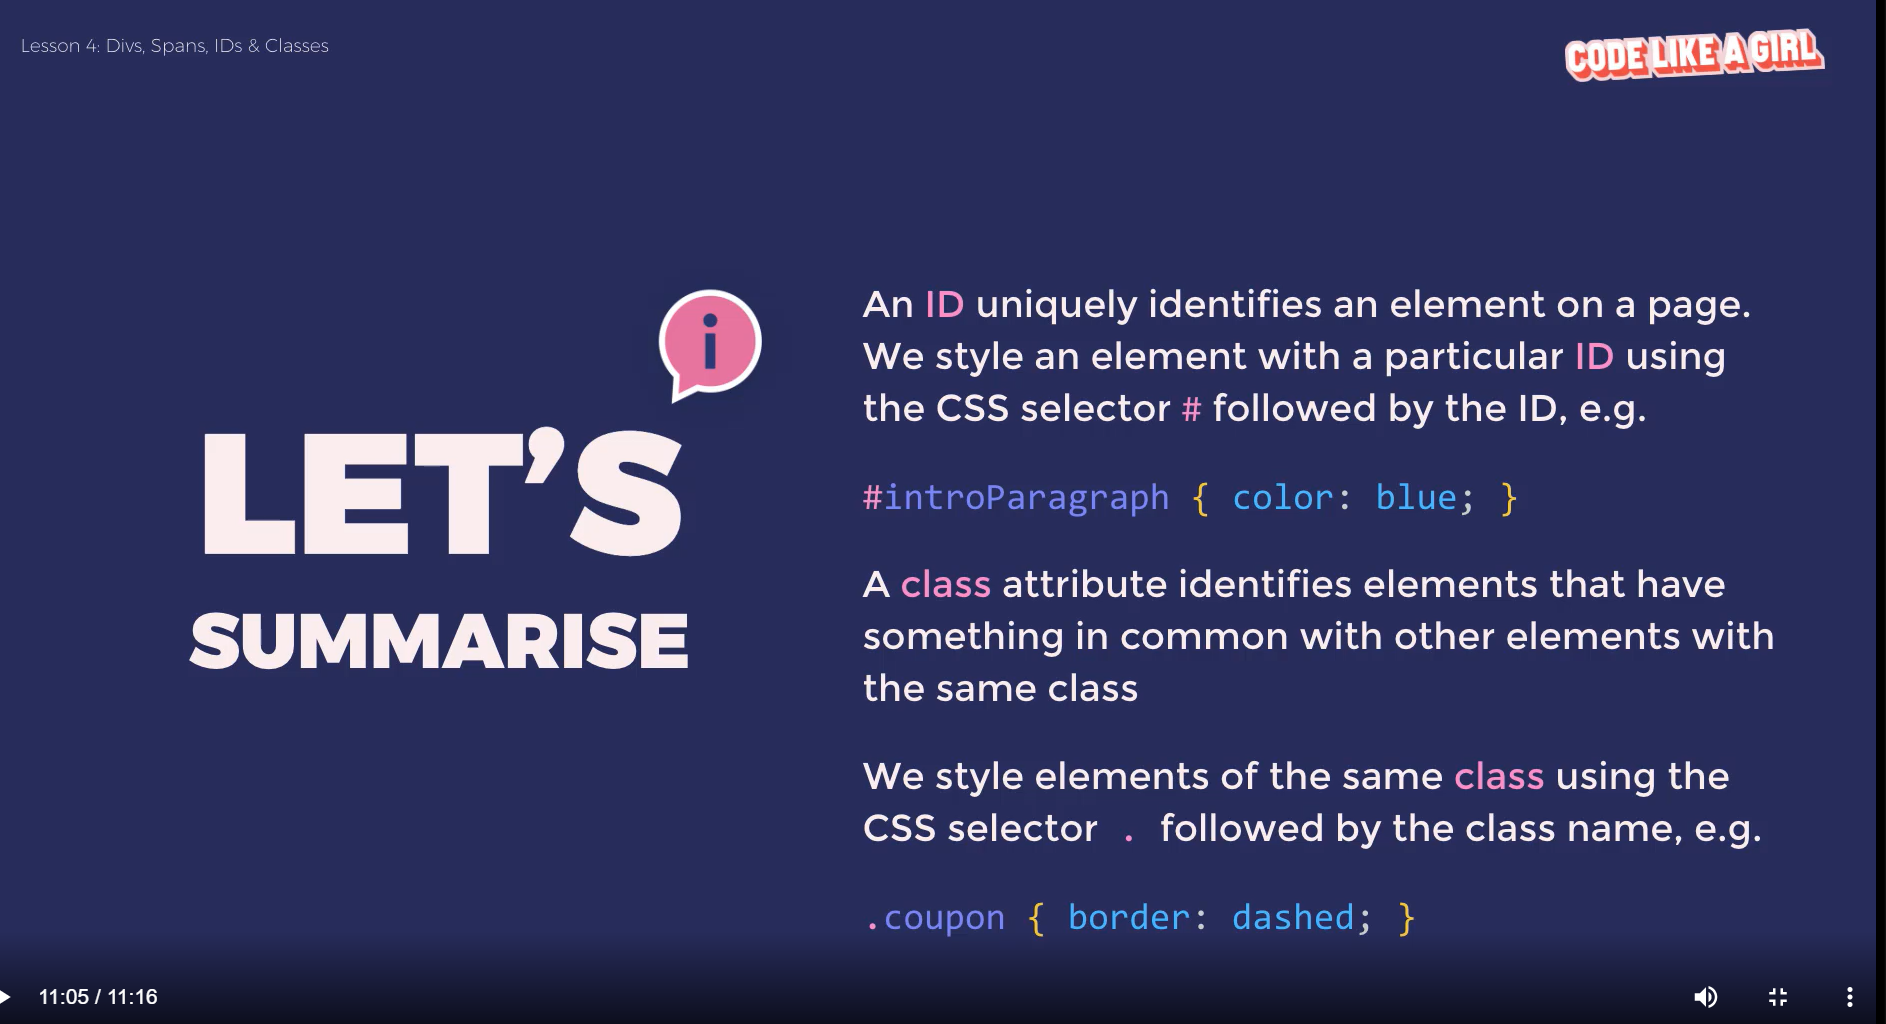 Lesson 4: Divs, Spans, IDs & Classes
CODE LIKE A GIRL
i
LET'S
SUMMARISE
An ID uniquely identifies an element on a page.
We style an element with a particular ID using
the CSS selector # followed by the ID, e.g.
#introParagraph { color: blue; }
A class attribute identifies elements that have
something in common with other elements with
the same class
We style elements of the same class using the
CSS selector . followed by the class name, e.g.
.coupon { border: dashed; }
11:05 / 11:16